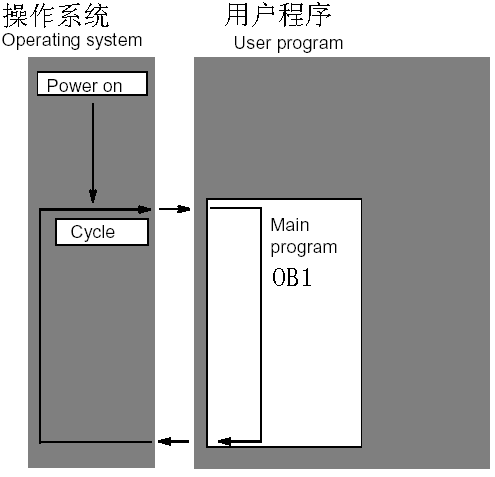 操作系统
Operating system
用户程序
User program
Power on
Cycle
Main
program
OB1